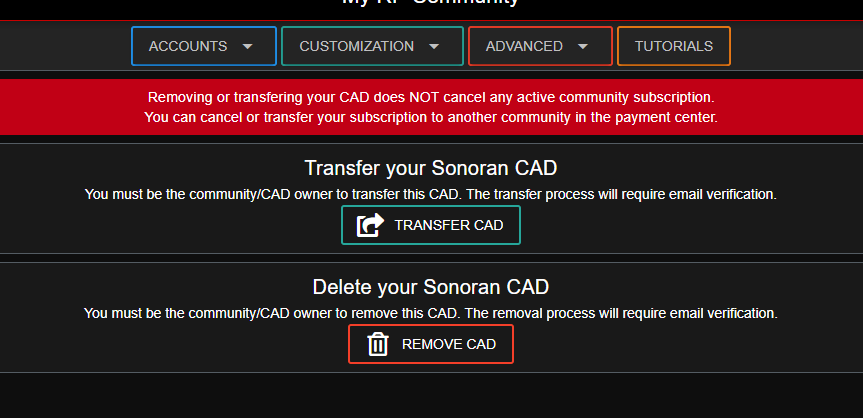 ACCOUNTS
CUSTOMIZATION
ADVANCED
TUTORIALS
Removing or transfering your CAD does NOT cancel any active community subscription.
You can cancel or transfer your subscription to another community in the payment center.
Transfer your Sonoran CAD
You must be the community/CAD owner to transfer this CAD. The transfer process will require email verification.
TRANSFER CAD
Delete your Sonoran CAD
You must be the community/CAD owner to remove this CAD. The removal process will require email verification.
REMOVE CAD